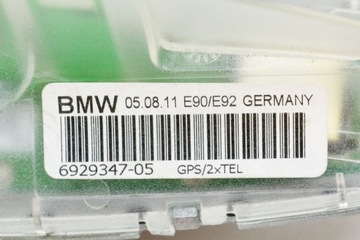 BMW 05.08.11 E90/E92 GERMANY
6929347-05 GPS/2xTEL